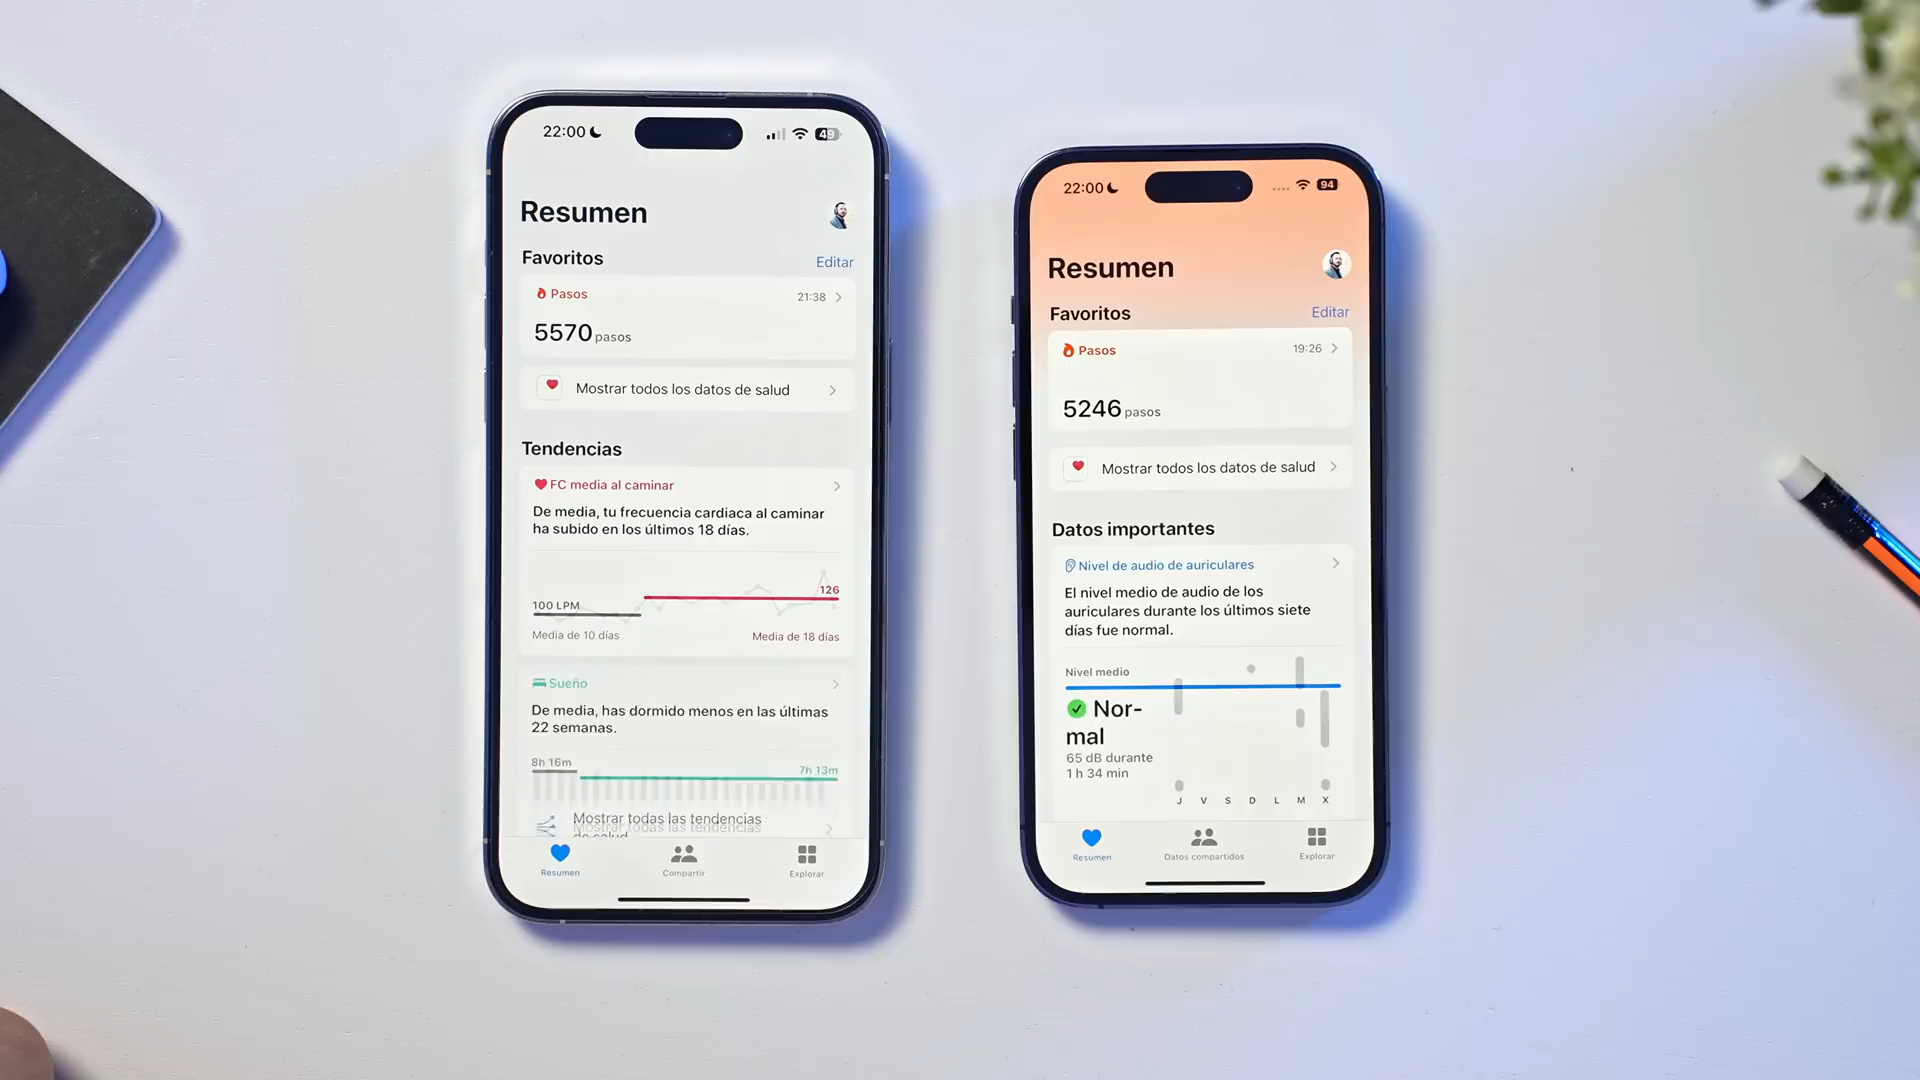 22:00
49
Resumen
Favoritos
Editar
Pasos
21:38
5570 pasos
Mostrar todos los datos de salud
Tendencias
FC media al caminar
De media, tu frecuencia cardiaca al caminar
ha subido en los últimos 18 días.
126
100 LPM
Media de 10 días
Media de 18 días
Sueño
De media, has dormido menos en las últimas
22 semanas.
8h 16m
7h 13m
Mostrar todas las tendencias
de salud
Resumen
Compartir
Explorar
22:00
94
Resumen
Favoritos
Editar
Pasos
19:26
5246 pasos
Mostrar todos los datos de salud
Datos importantes
Nivel de audio de auriculares
El nivel medio de audio de los
auriculares durante los últimos siete
días fue normal.
Nivel medio
Nor-
mal
65 dB durante
1 h 34 min
J V S D L M X
Resumen
Datos compartidos
Explorar